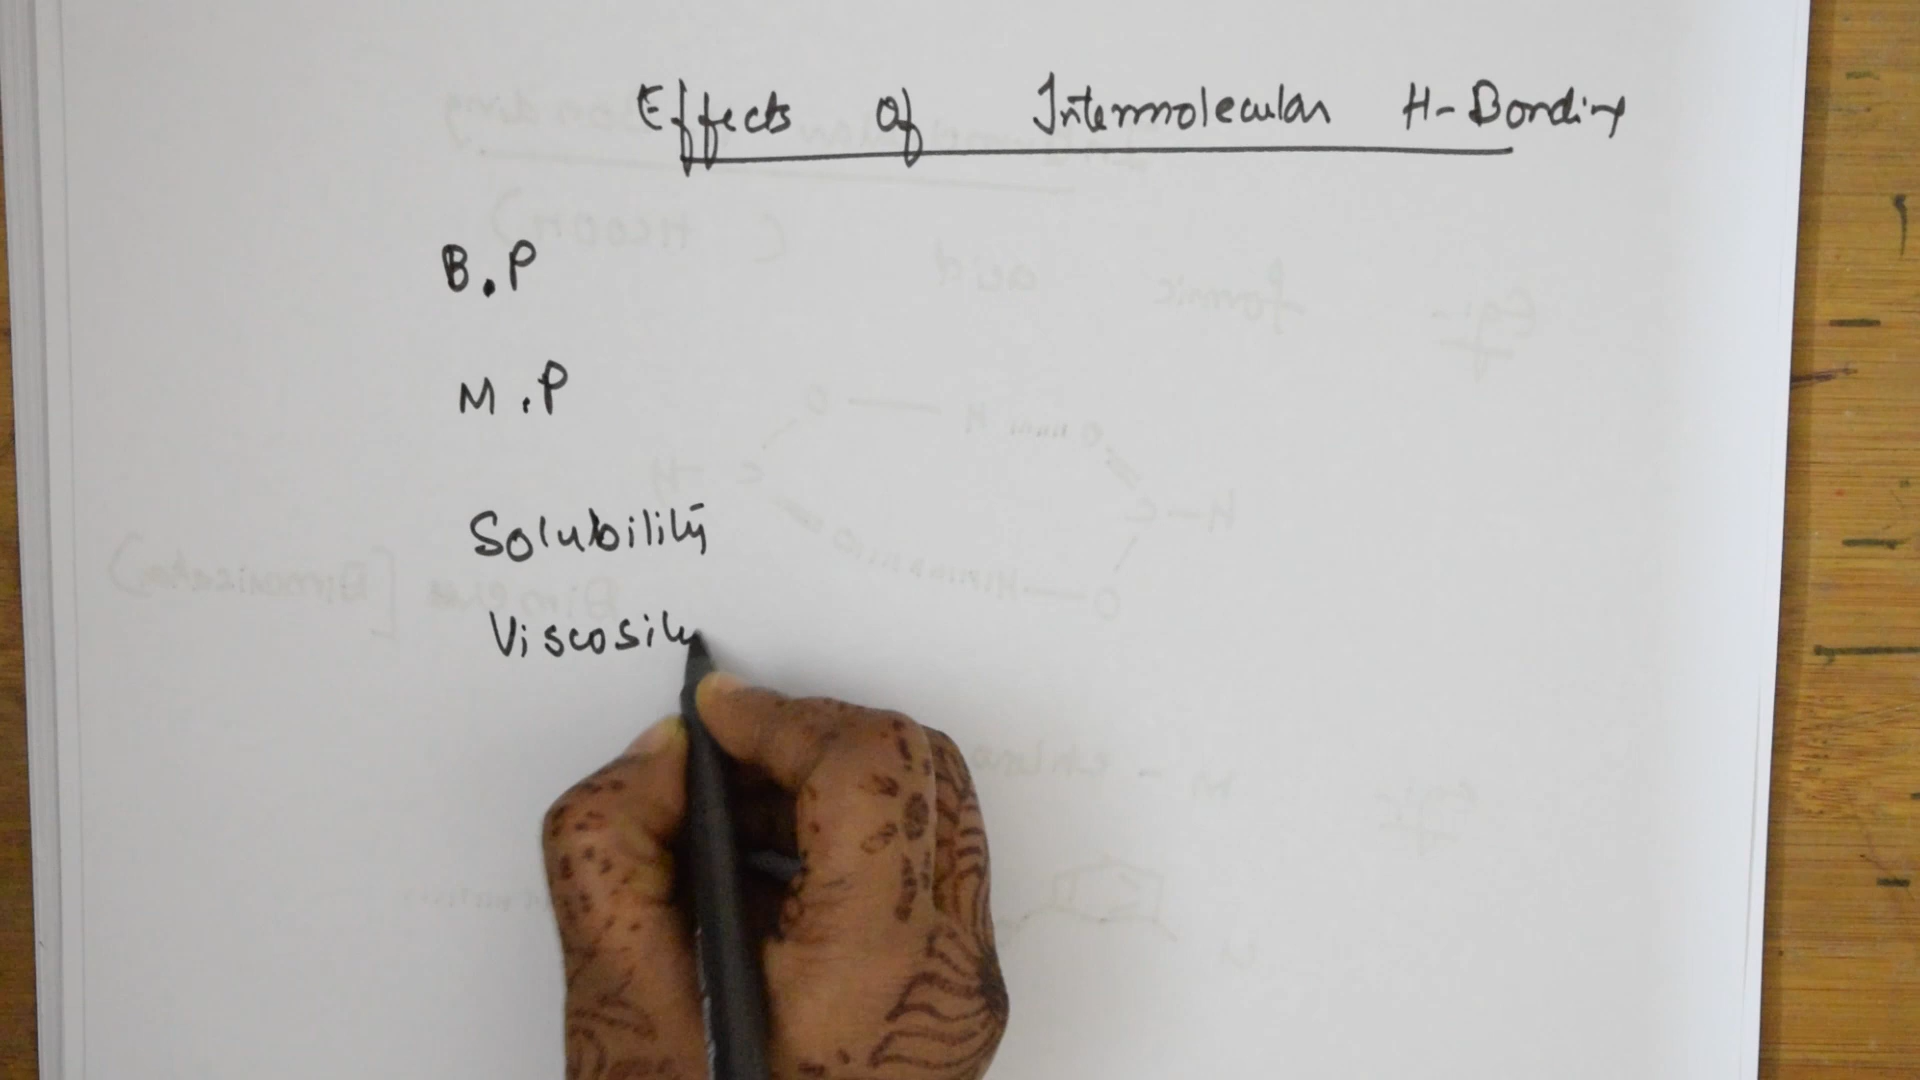 Effects Of Intermolecular H-Bonding
B.P
M.P
Solubility
Viscosity